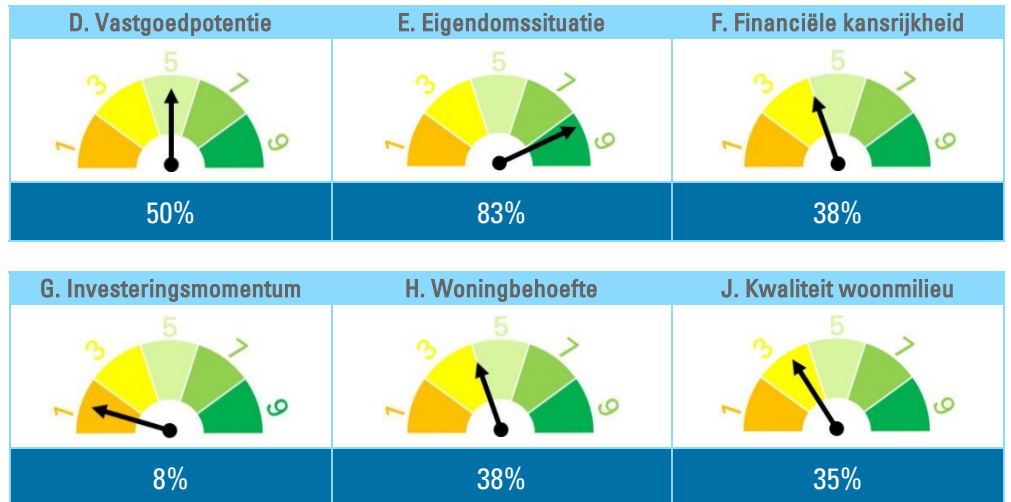 D. Vastgoedpotentie
E. Eigendomssituatie
F. Financiële kansrijkheid
1 3 5 7 9
1 3 5 7 9
1 3 5 7 9
50%
83%
38%
G. Investeringsmomentum
H. Woningbehoefte
J. Kwaliteit woonmilieu
1 3 5 7 9
1 3 5 7 9
1 3 5 7 9
8%
38%
35%